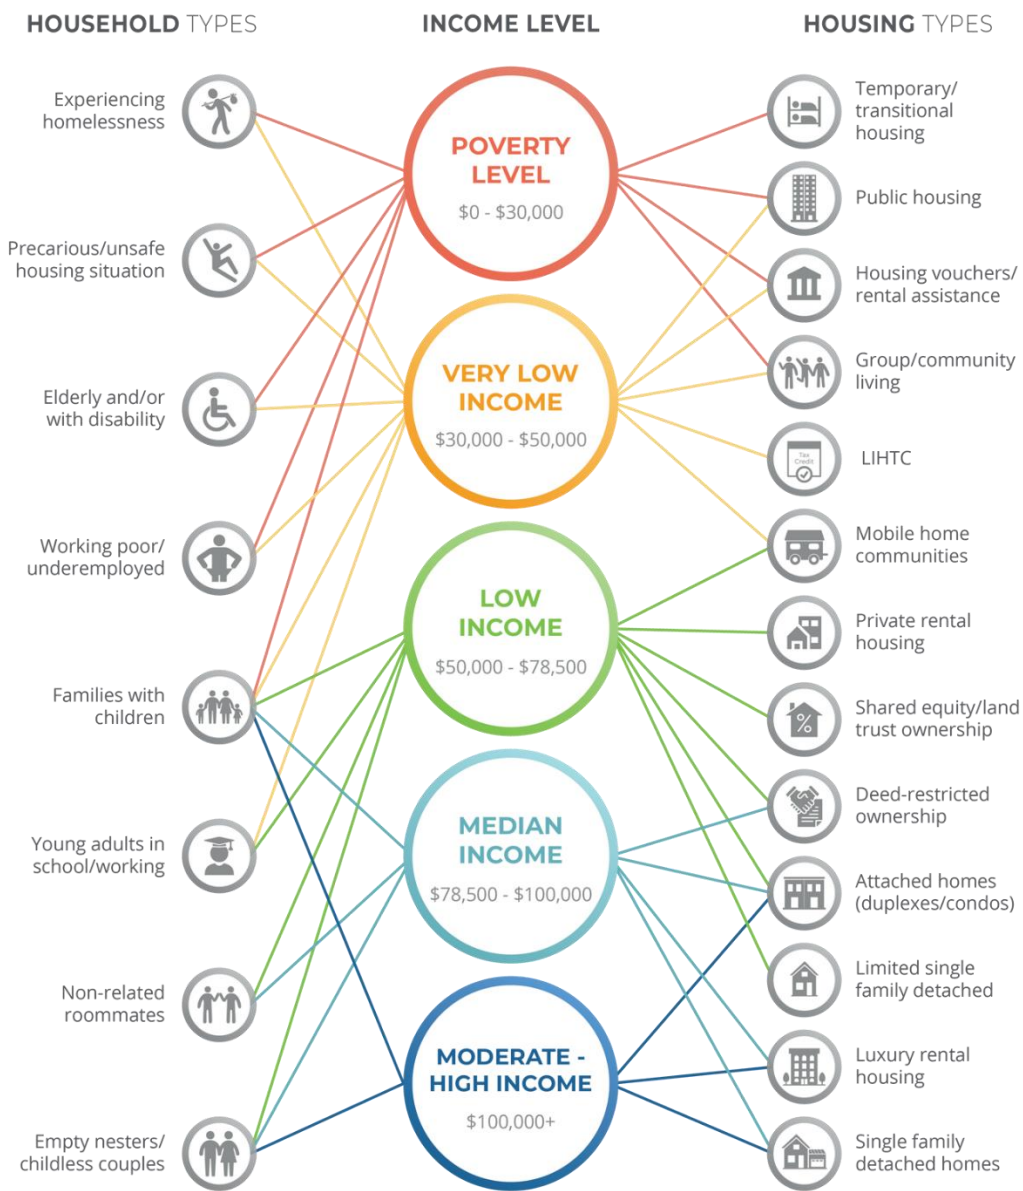 HOUSEHOLD TYPES
Experiencing
homelessness
Precarious/unsafe
housing situation
Elderly and/or
with disability
Working poor/
underemployed
Families with
children
Young adults in
school/working
Non-related
roommates
Empty nesters/
childless couples
INCOME LEVEL
POVERTY
LEVEL
$0 - $30,000
VERY LOW
INCOME
$30,000 - $50,000
LOW
INCOME
$50,000 - $78,500
MEDIAN
INCOME
$78,500 - $100,000
MODERATE -
HIGH INCOME
$100,000+
HOUSING TYPES
Temporary/
transitional
housing
Public housing
Housing vouchers/
rental assistance
Group/community
living
Tax
Credit
LIHTC
Mobile home
communities
Private rental
housing
%
Shared equity/land
trust ownership
Deed-restricted
ownership
Attached homes
(duplexes/condos)
Limited single
family detached
Luxury rental
housing
Single family
detached homes